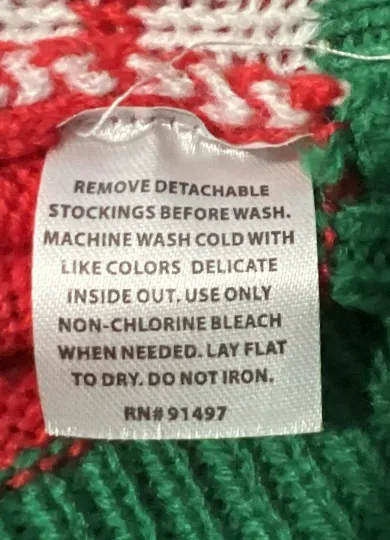 REMOVE DETACHABLE
STOCKINGS BEFORE WASH.
MACHINE WASH COLD WITH
LIKE COLORS DELICATE
INSIDE OUT. USE ONLY
NON-CHLORINE BLEACH
WHEN NEEDED. LAY FLAT
TO DRY. DO NOT IRON.
RN# 91497